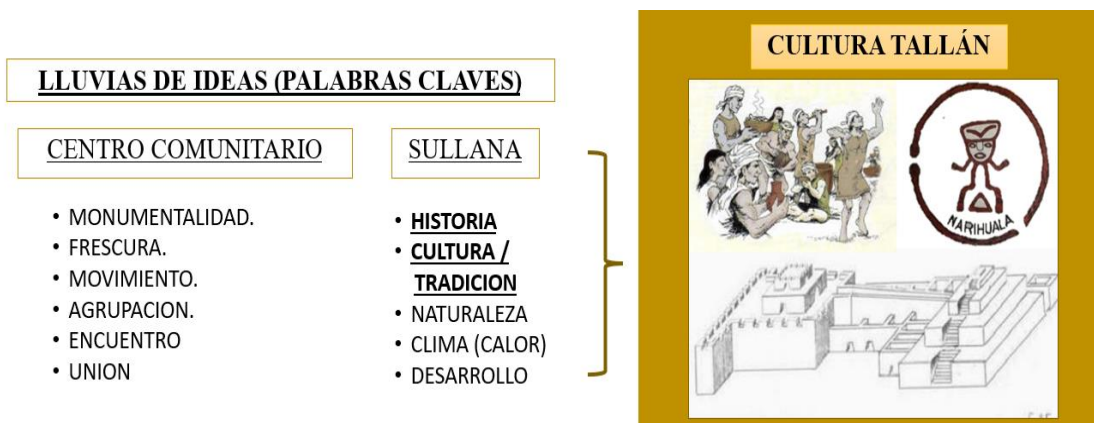 LLUVIAS DE IDEAS (PALABRAS CLAVES)
CENTRO COMUNITARIO
• MONUMENTALIDAD.
• FRESCURA.
• MOVIMIENTO.
• AGRUPACION.
• ENCUENTRO
• UNION
SULLANA
• HISTORIA
• CULTURA /
TRADICION
• NATURALEZA
• CLIMA (CALOR)
• DESARROLLO
CULTURA TALLÁN
NARIHUALA